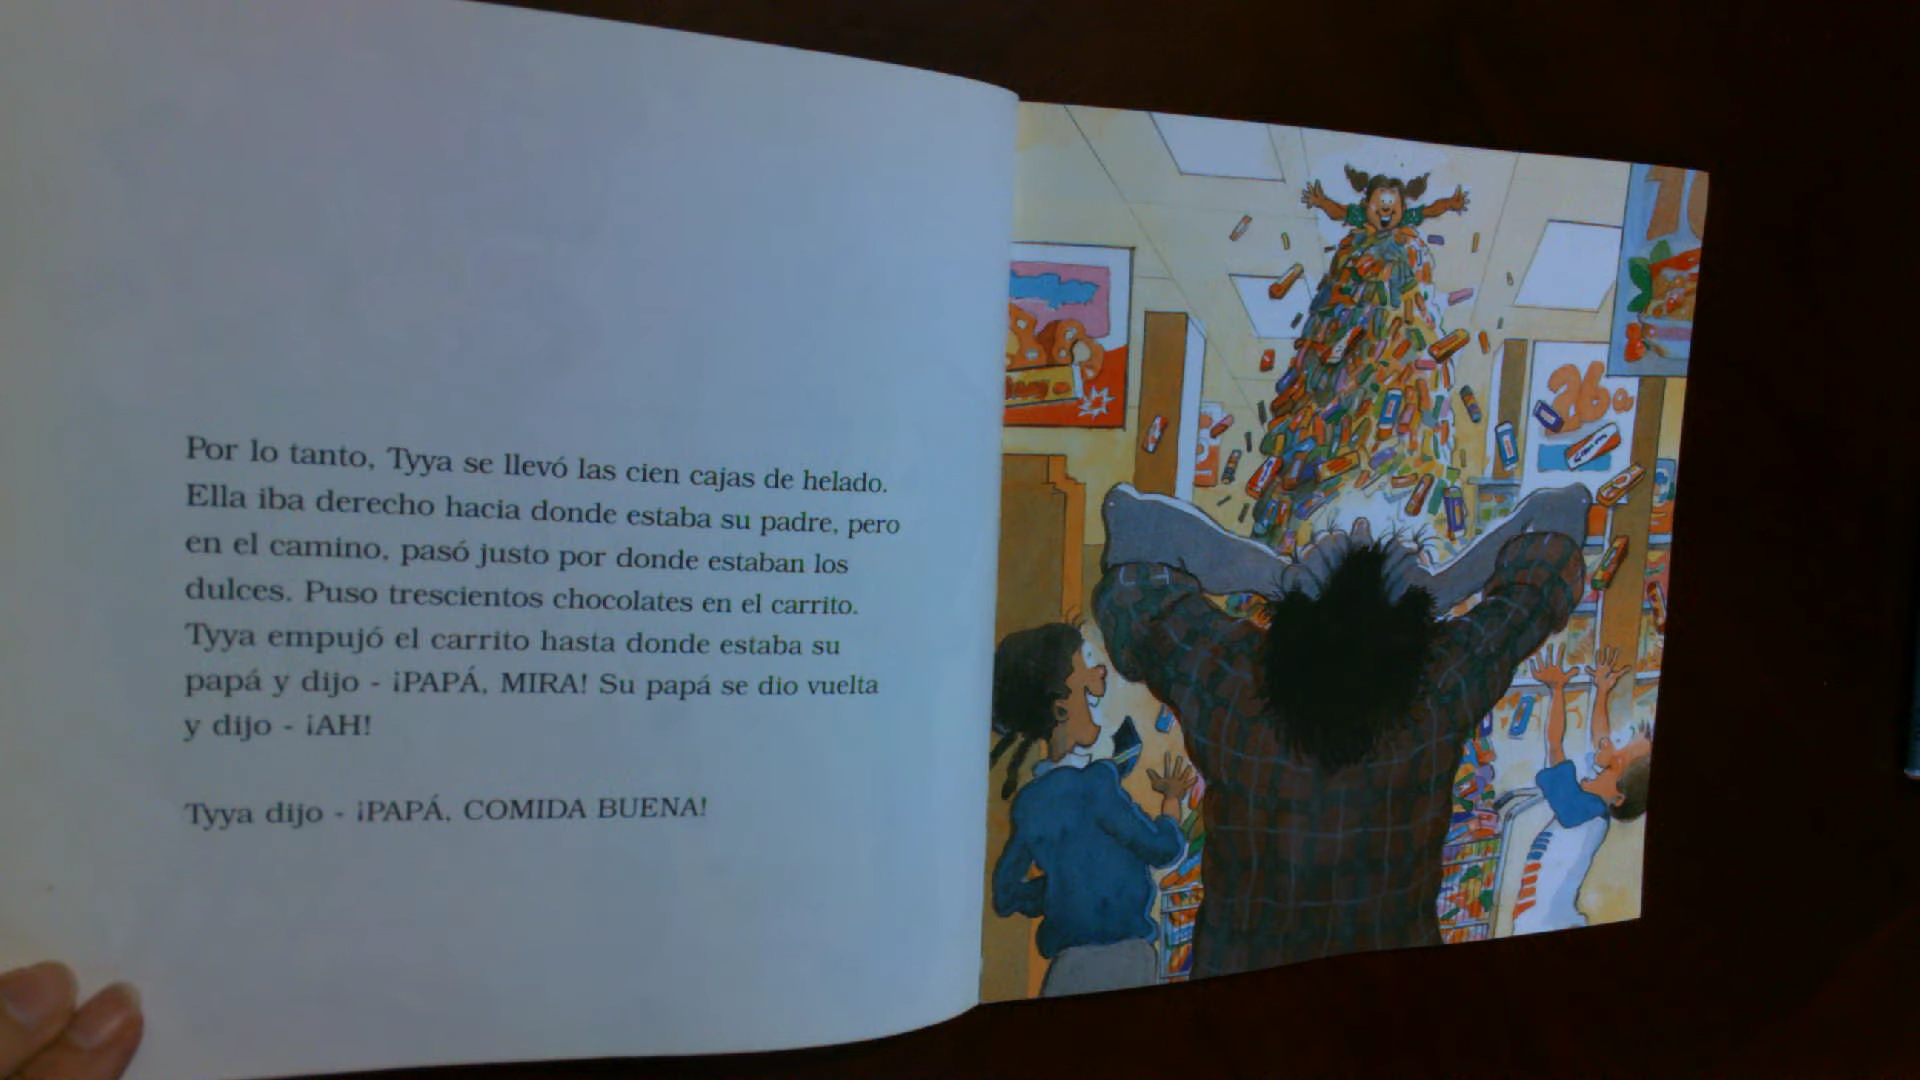 Por lo tanto, Tyya se llevó las cien cajas de helado.
Ella iba derecho hacia donde estaba su padre, pero
en el camino, pasó justo por donde estaban los
dulces. Puso trescientos chocolates en el carrito.
Tyya empujó el carrito hasta donde estaba su
papá y dijo - ¡PAPÁ, MIRA! Su papá se dio vuelta
y dijo - ¡AH!
Tyya dijo - ¡PAPÁ, COMIDA BUENA!
26¢